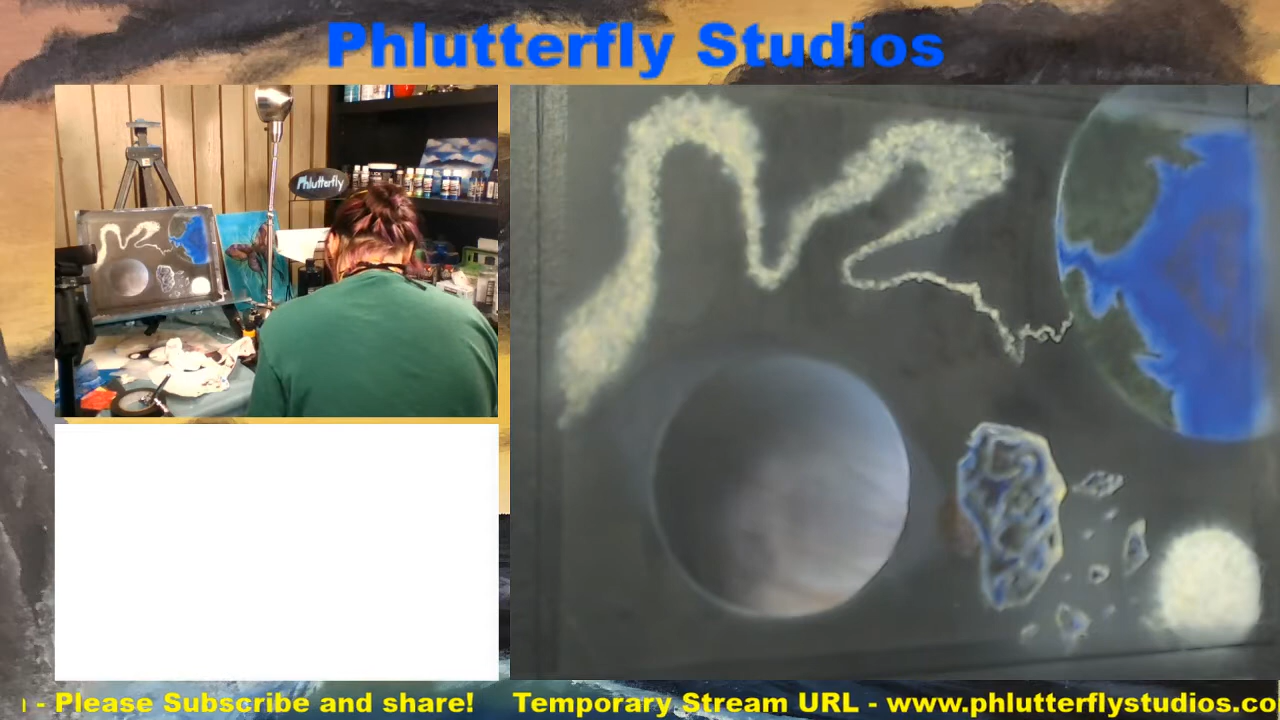 Phlutterfly Studios
Phlutterfly
- Please Subscribe and share! Temporary Stream URL - www.phlutterflystudios.co